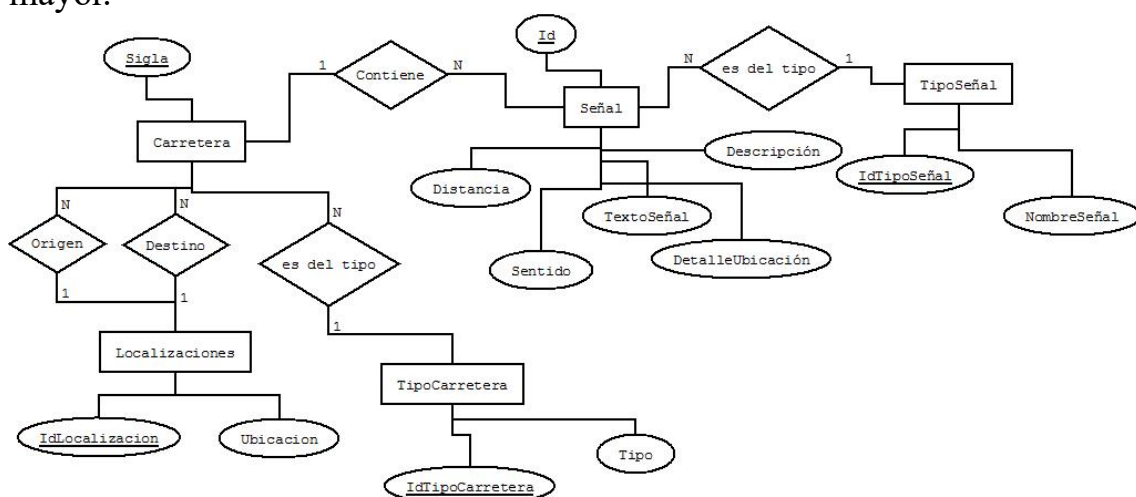 mayor.
Id
Sigla
1
Contiene
N
N
es del tipo
1
TipoSeñal
Señal
Carretera
Descripción
Distancia
IdTipoSeñal
TextoSeñal
NombreSeñal
N
N
N
Origen
Destino
es del tipo
Sentido
DetalleUbicación
1
1
1
Localizaciones
TipoCarretera
IdLocalizacion
Ubicacion
Tipo
IdTipoCarretera